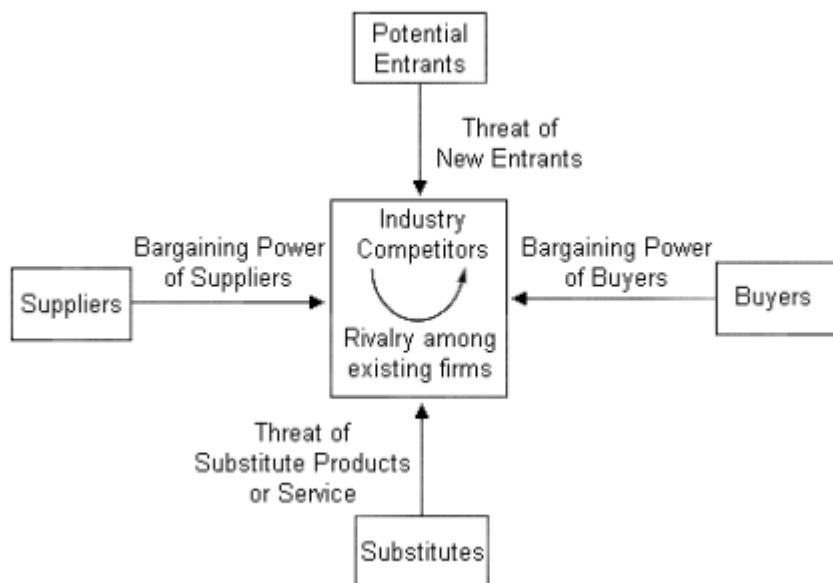 Potential
Entrants
Threat of
New Entrants
Industry
Competitors
Rivalry among
existing firms
Bargaining Power
of Suppliers
Suppliers
Bargaining Power
of Buyers
Buyers
Threat of
Substitute Products
or Service
Substitutes